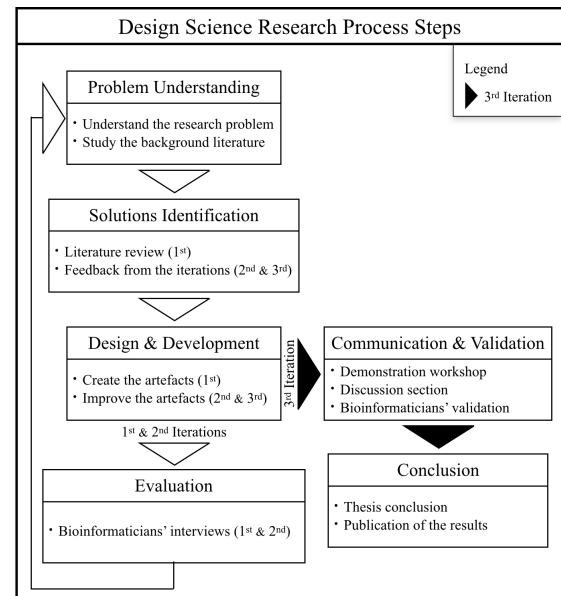 Design Science Research Process Steps
Legend
3rd Iteration
Problem Understanding
• Understand the research problem
• Study the background literature
Solutions Identification
• Literature review (1st)
• Feedback from the iterations (2nd & 3rd)
Design & Development
• Create the artefacts (1st)
• Improve the artefacts (2nd & 3rd)
3rd Iteration
Communication & Validation
• Demonstration workshop
• Discussion section
• Bioinformaticians’ validation
1st & 2nd Iterations
Evaluation
• Bioinformaticians’ interviews (1st & 2nd)
Conclusion
• Thesis conclusion
• Publication of the results